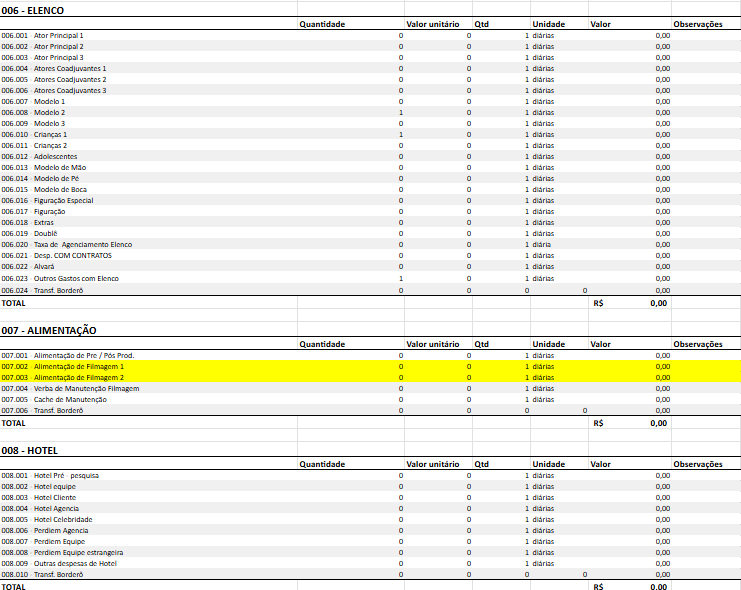 006 - ELENCO
Quantidade Valor unitário Qtd Unidade Valor Observações
006.001 - Ator Principal 1 0 0 1 diárias 0,00
006.002 - Ator Principal 2 0 0 1 diárias 0,00
006.003 - Ator Principal 3 0 0 1 diárias 0,00
006.004 - Atores Coadjuvantes 1 0 0 1 diárias 0,00
006.005 - Atores Coadjuvantes 2 0 0 1 diárias 0,00
006.006 - Atores Coadjuvantes 3 0 0 1 diárias 0,00
006.007 - Modelo 1 0 0 1 diárias 0,00
006.008 - Modelo 2 1 0 1 diárias 0,00
006.009 - Modelo 3 0 0 1 diárias 0,00
006.010 - Crianças 1 1 0 1 diárias 0,00
006.011 - Crianças 2 0 0 1 diárias 0,00
006.012 - Adolescentes 0 0 1 diárias 0,00
006.013 - Modelo de Mão 0 0 1 diárias 0,00
006.014 - Modelo de Pé 0 0 1 diárias 0,00
006.015 - Modelo de Boca 0 0 1 diárias 0,00
006.016 - Figuração Especial 0 0 1 diárias 0,00
006.017 - Figuração 0 0 1 diárias 0,00
006.018 - Extras 0 0 1 diárias 0,00
006.019 - Doublê 0 0 1 diárias 0,00
006.020 - Taxa de Agenciamento Elenco 0 0 1 diária 0,00
006.021 - Desp. COM CONTRATOS 0 0 1 diárias 0,00
006.022 - Alvará 0 0 1 diárias 0,00
006.023 - Outros Gastos com Elenco 1 0 1 diárias 0,00
006.024 - Transf. Borderô 0 0 0 0 0,00
TOTAL R$ 0,00
007 - ALIMENTAÇÃO
Quantidade Valor unitário Qtd Unidade Valor Observações
007.001 - Alimentação de Pre / Pós Prod. 0 0 1 diárias 0,00
007.002 - Alimentação de Filmagem 1 0 0 1 diárias 0,00
007.003 - Alimentação de Filmagem 2 0 0 1 diárias 0,00
007.004 - Verba de Manutenção Filmagem 0 0 1 diárias 0,00
007.005 - Cache de Manutenção 0 0 1 diárias 0,00
007.006 - Transf. Borderô 0 0 0 0 0,00
TOTAL R$ 0,00
008 - HOTEL
Quantidade Valor unitário Qtd Unidade Valor Observações
008.001 - Hotel Pré - pesquisa 0 0 1 diárias 0,00
008.002 - Hotel equipe 0 0 1 diárias 0,00
008.003 - Hotel Cliente 0 0 1 diárias 0,00
008.004 - Hotel Agencia 0 0 1 diárias 0,00
008.005 - Hotel Celebridade 0 0 1 diárias 0,00
008.006 - Perdiem Agencia 0 0 1 diárias 0,00
008.007 - Perdiem Equipe 0 0 1 diárias 0,00
008.008 - Perdiem Equipe estrangeira 0 0 1 diárias 0,00
008.009 - Outras despesas de Hotel 0 0 1 diárias 0,00
008.010 - Transf. Borderô 0 0 0 0 0,00
TOTAL R$ 0,00